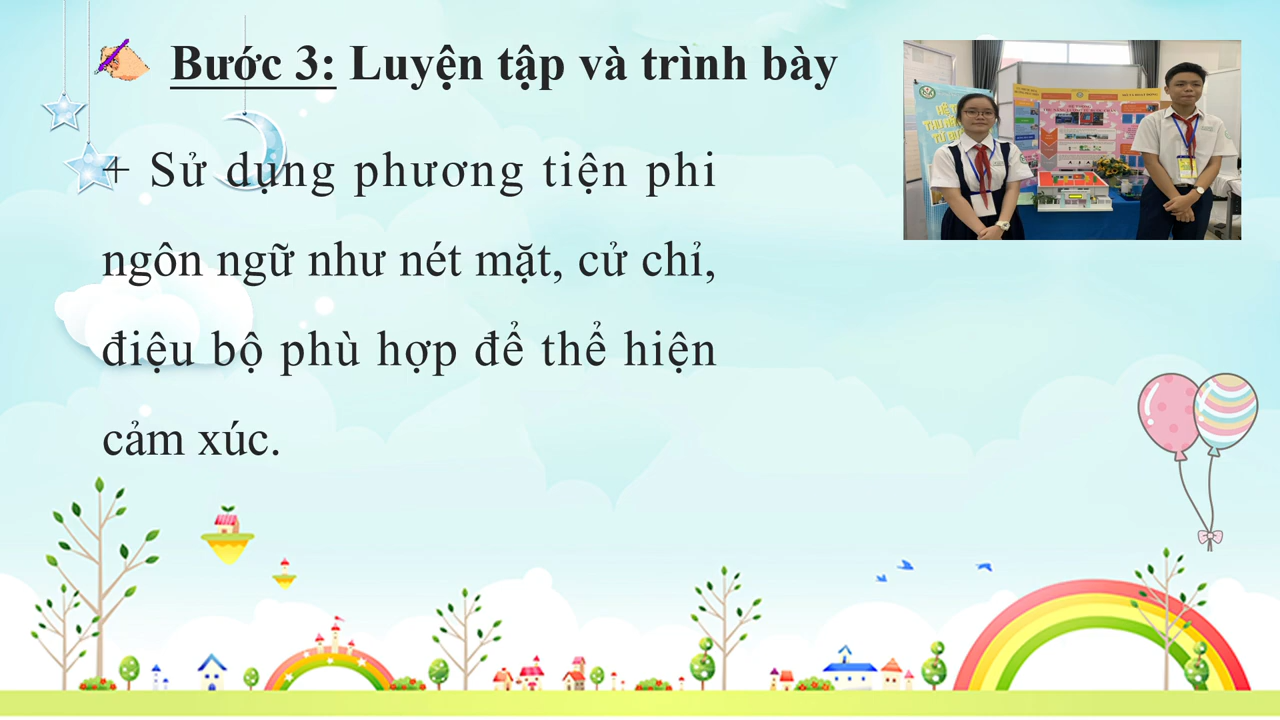 Bước 3: Luyện tập và trình bày
+ Sử dụng phương tiện phi
ngôn ngữ như nét mặt, cử chỉ,
điệu bộ phù hợp để thể hiện
cảm xúc.